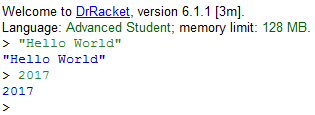 Welcome to DrRacket, version 6.1.1 [3m].
Language: Advanced Student; memory limit: 128 MB.
> "Hello World"
"Hello World"
> 2017
2017
>